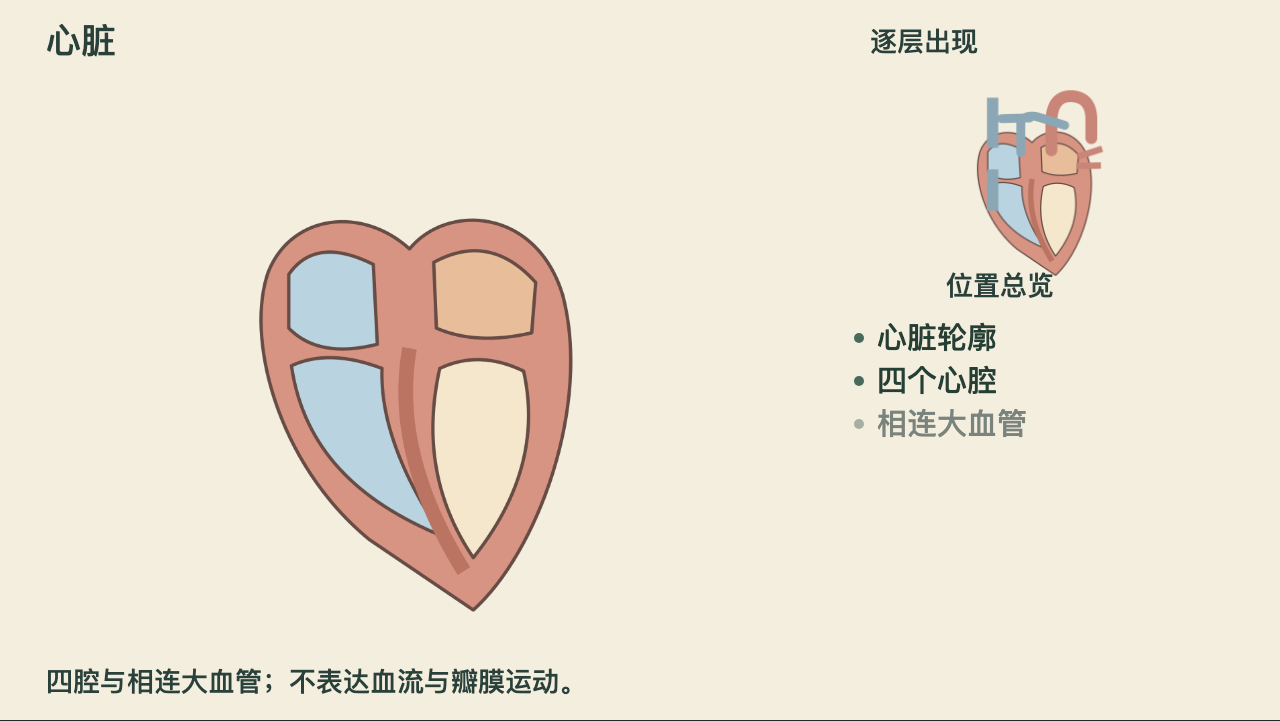 心脏
逐层出现
位置总览
心脏轮廓
四个心腔
相连大血管
四腔与相连大血管；不表达血流与瓣膜运动。